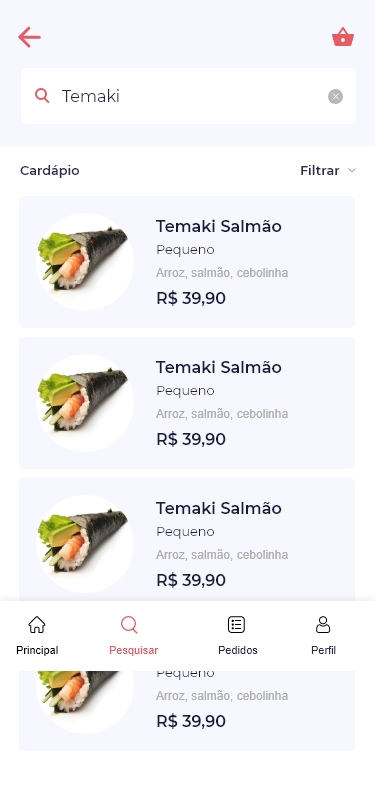 Temaki
Cardápio
Filtrar
Temaki Salmão
Pequeno
Arroz, salmão, cebolinha
R$ 39,90
Temaki Salmão
Pequeno
Arroz, salmão, cebolinha
R$ 39,90
Temaki Salmão
Pequeno
Arroz, salmão, cebolinha
R$ 39,90
Principal
Pesquisar
Pedidos
Perfil
Pequeno
Arroz, salmão, cebolinha
R$ 39,90